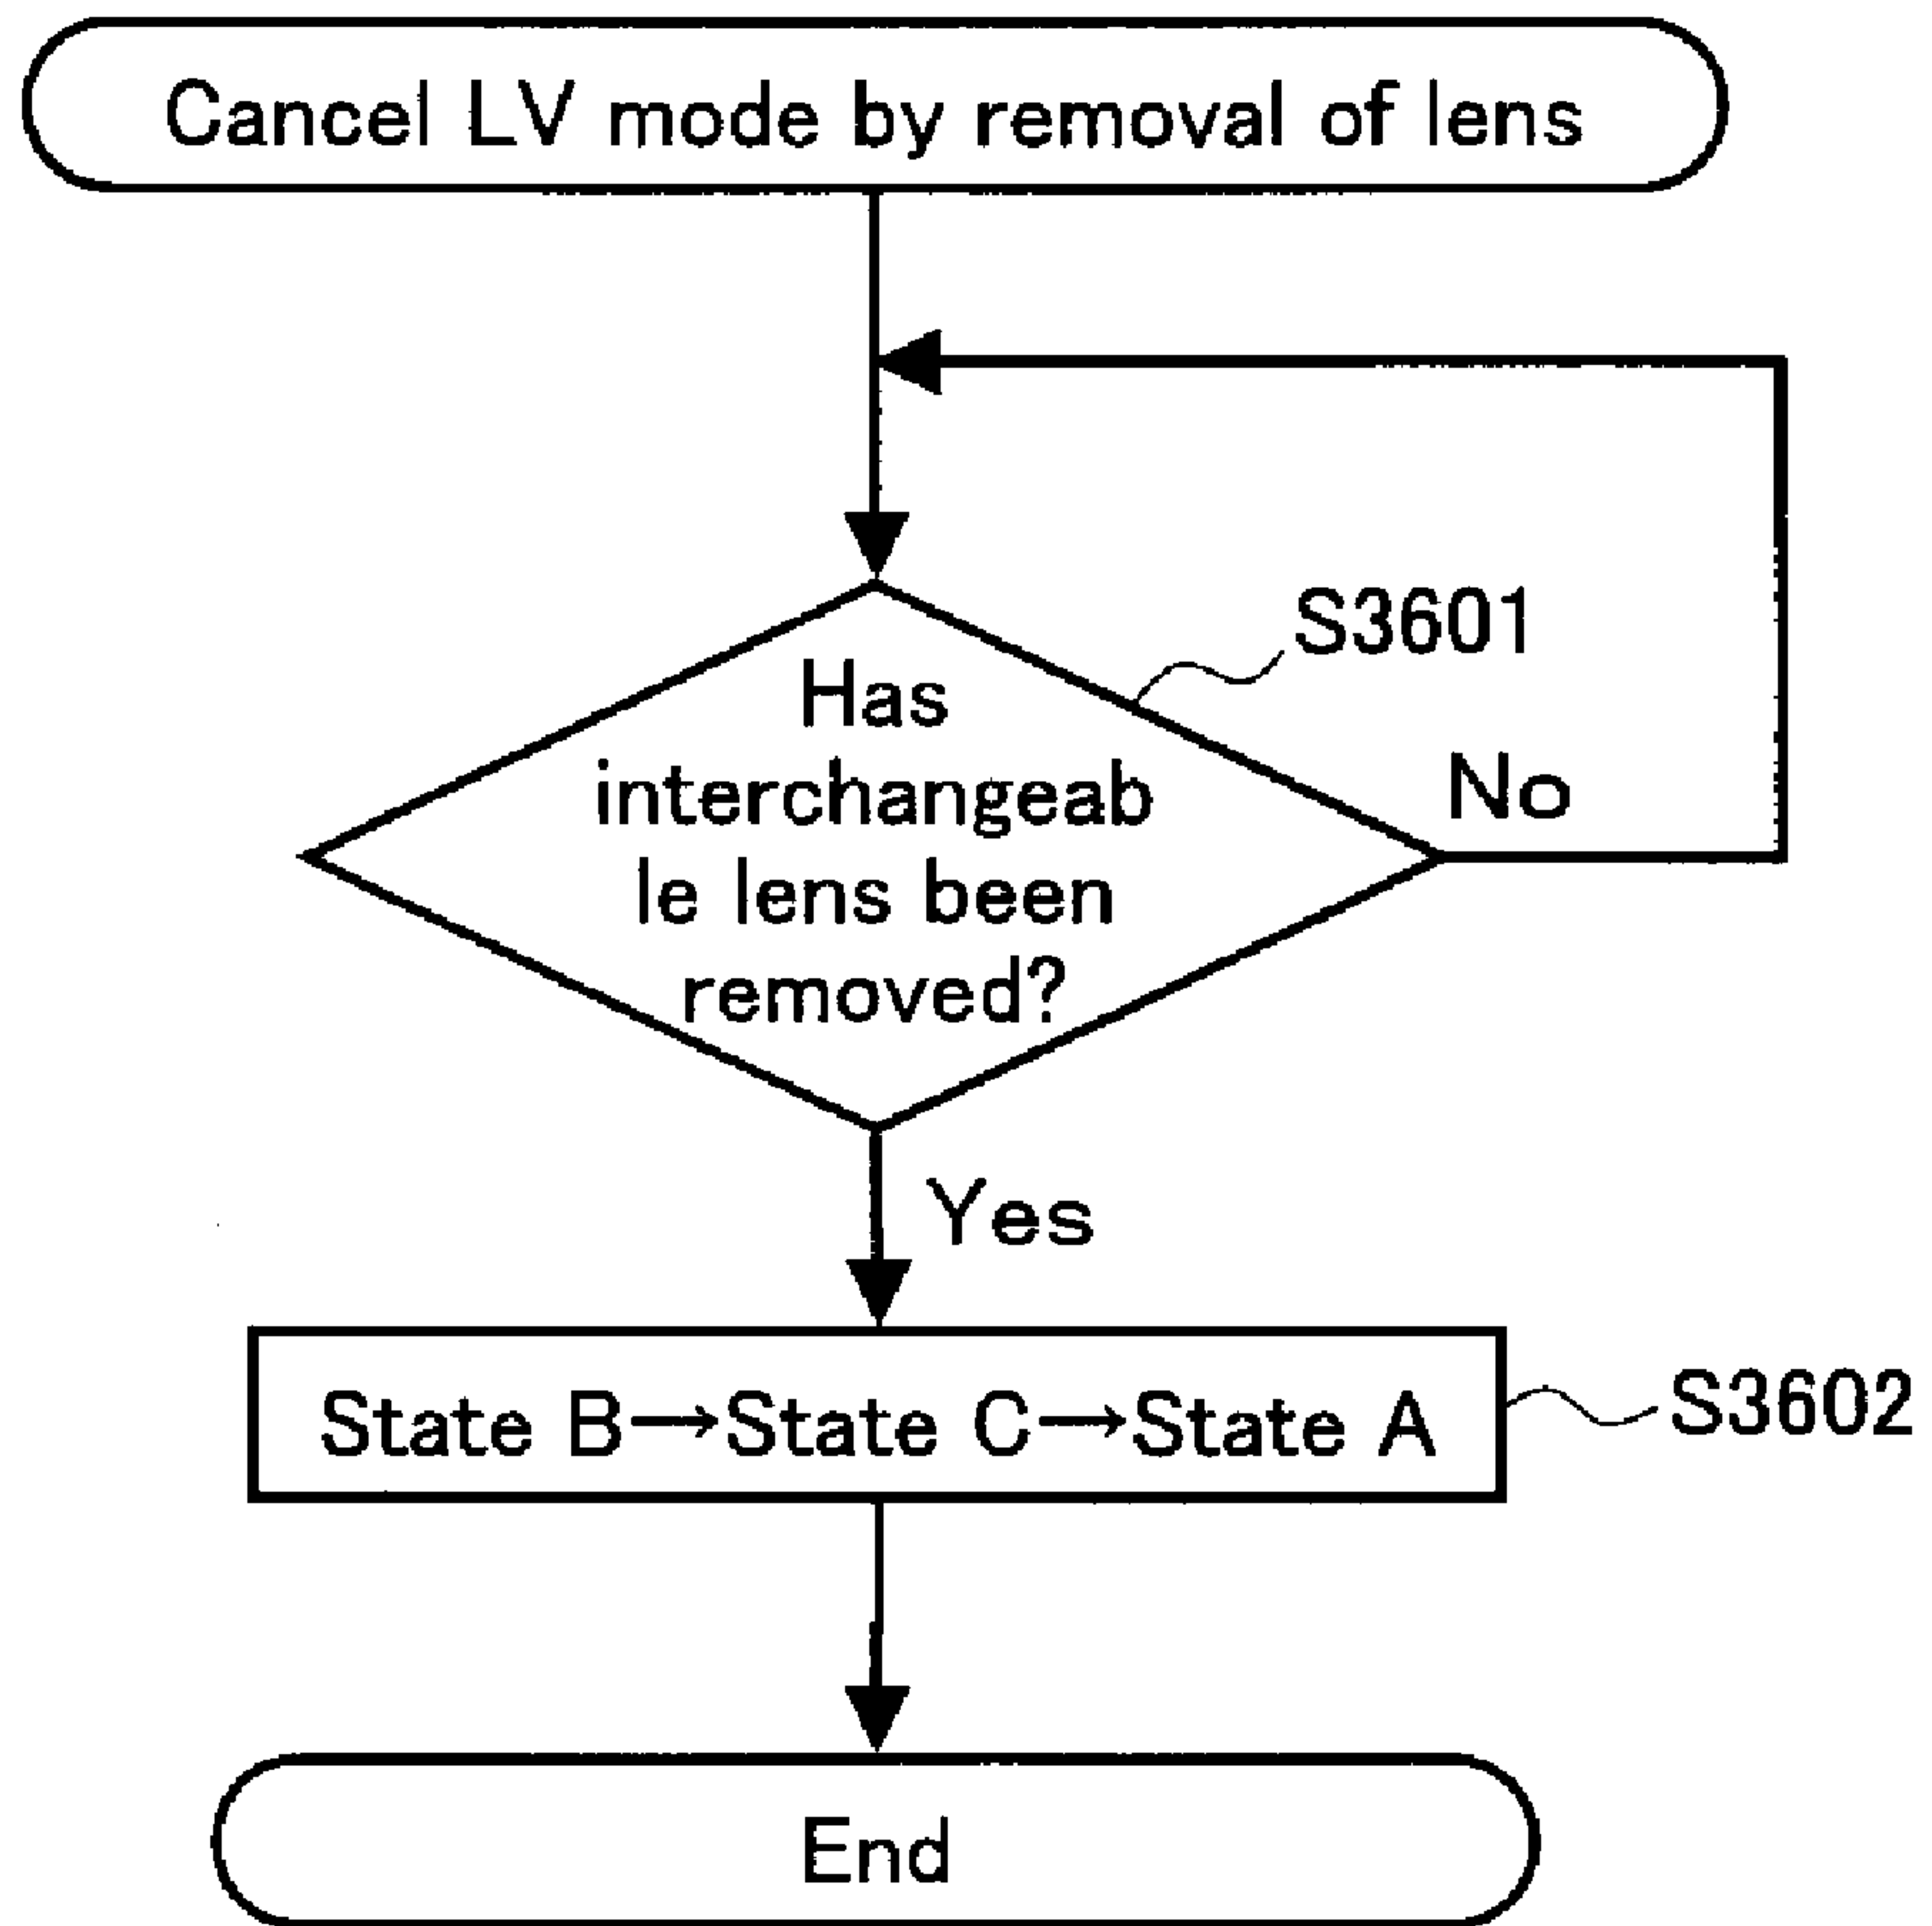 Cancel LV mode by removal of lens
S3601
Has
interchangeab
le lens been
removed?
No
Yes
State B→State C→State A
S3602
End